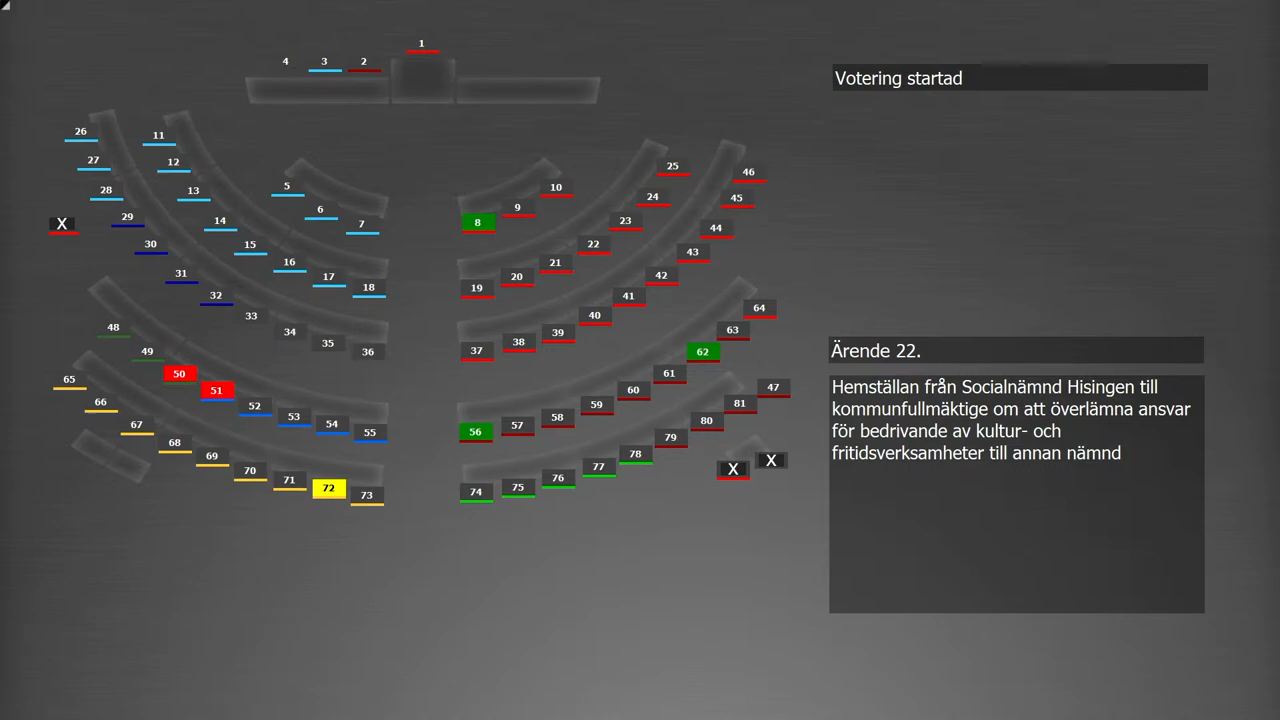 1
4 3 2
Votering startad
26 11
27 12 25 46
28 13 5 10 24 45
X 29 14 6 7 8 9 23 44
30 15 22 43
31 16 17 18 19 20 21 42
32 33 34 35 36 37 38 39 40 41
48 64
49 62 63
50 51 52 53 54 55 56 57 58 59 60 61 47
65 66 67 68 69 70 71 72 73 74 75 76 77 78 79 80 81
X X
Ärende 22.
Hemställan från Socialnämnd Hisingen till
kommunfullmäktige om att överlämna ansvar
för bedrivande av kultur- och
fritidsverksamheter till annan nämnd